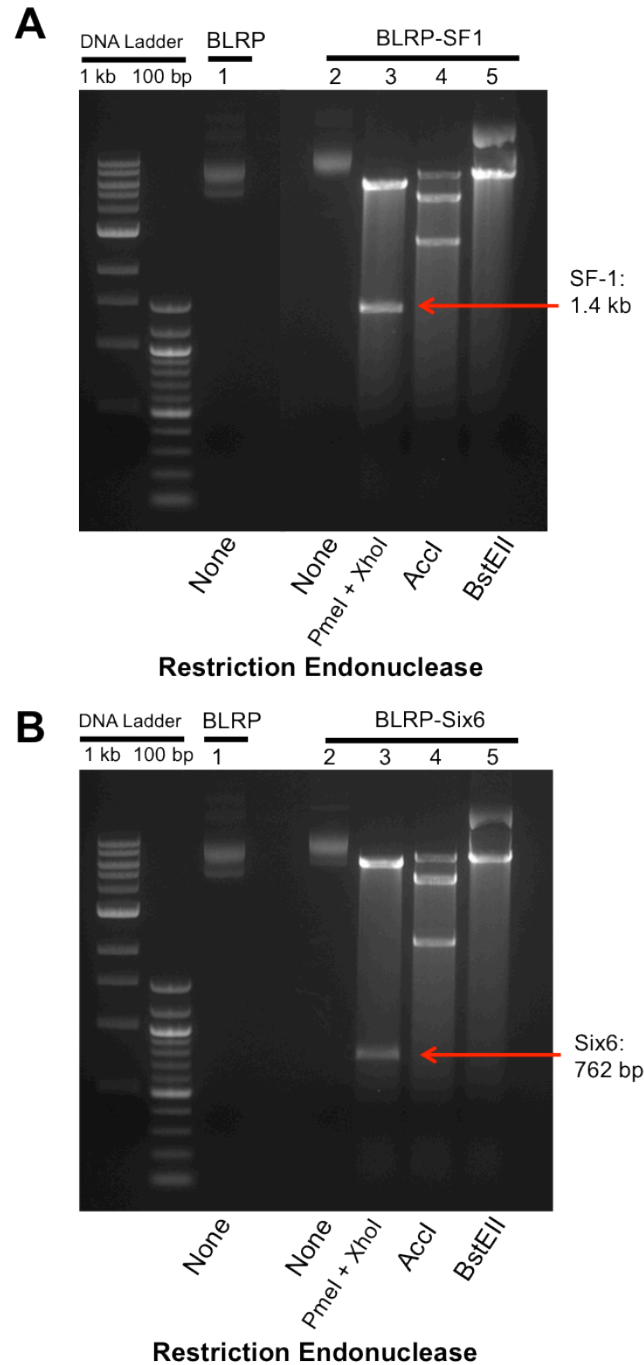 A
DNA Ladder BLRP BLRP-SF1
1 kb 100 bp 1 2 3 4 5
SF-1:
1.4 kb
None None PmeI + XhoI AccI BstEII
Restriction Endonuclease
B
DNA Ladder BLRP BLRP-Six6
1 kb 100 bp 1 2 3 4 5
Six6:
762 bp
None None PmeI + XhoI AccI BstEII
Restriction Endonuclease